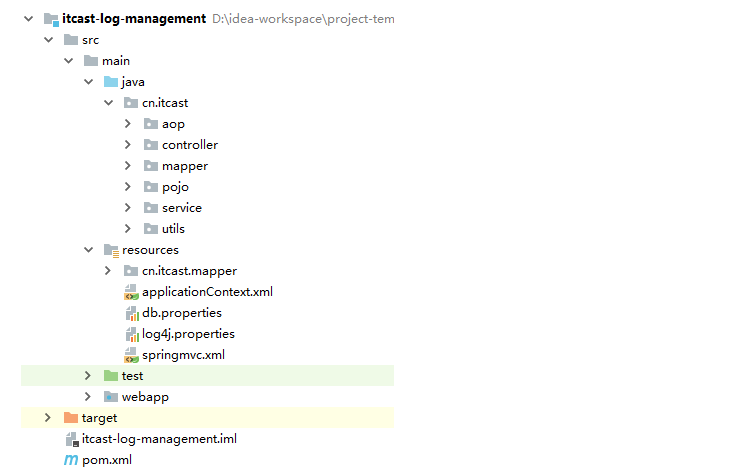 itcast-log-management D:\idea-workspace\project-tem
src
main
java
cn.itcast
aop
controller
mapper
pojo
service
utils
resources
cn.itcast.mapper
applicationContext.xml
db.properties
log4j.properties
springmvc.xml
test
webapp
target
itcast-log-management.iml
pom.xml